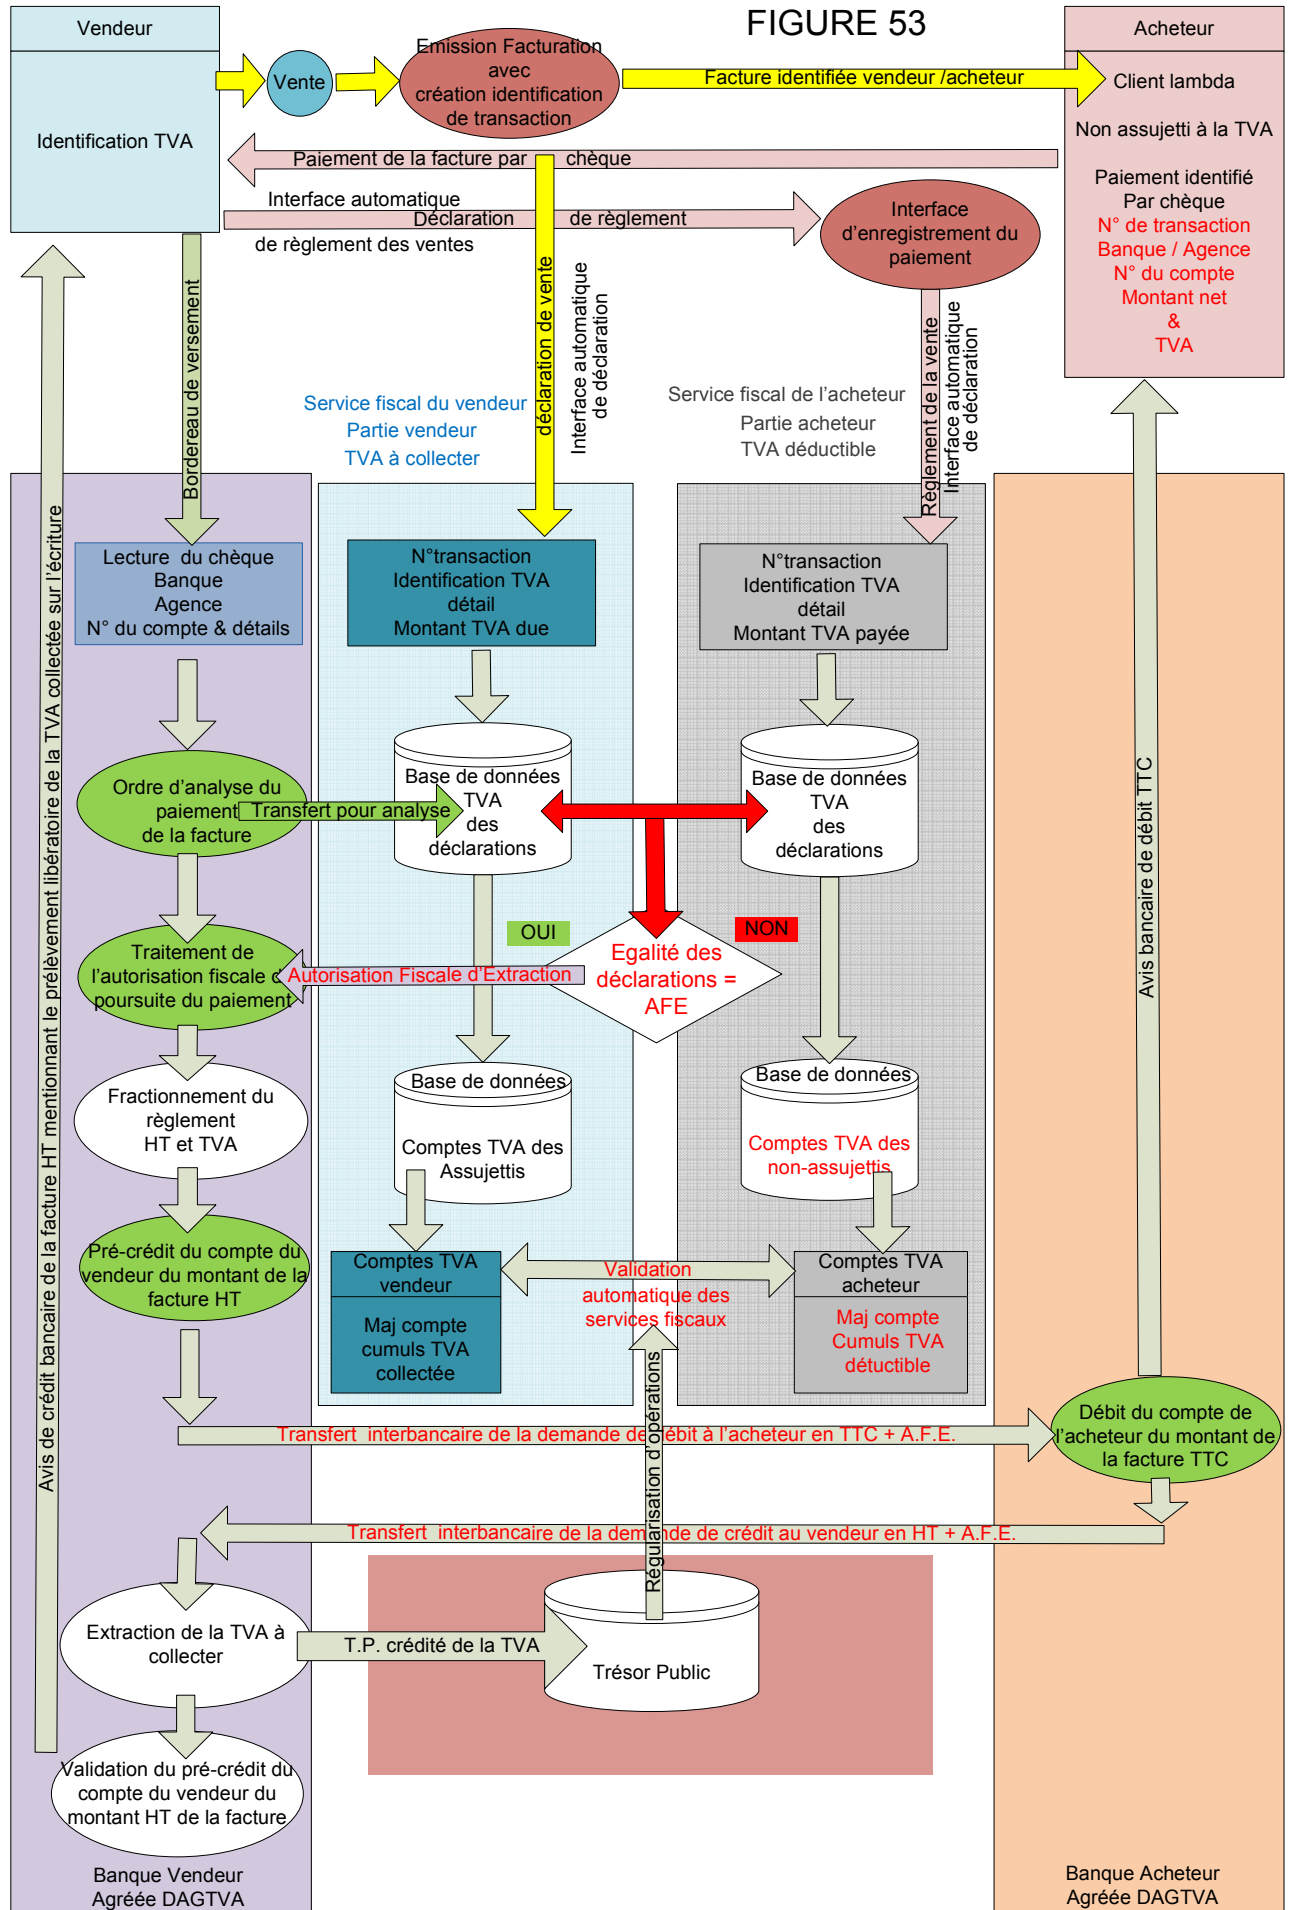 FIGURE 53
Vendeur
Identification TVA
Vente
Emission Facturation
avec
création identification
de transaction
Facture identifiée vendeur /acheteur
Acheteur
Client lambda
Non assujetti à la TVA
Paiement identifié
Par chèque
N° de transaction
Banque / Agence
N° du compte
Montant net
&
TVA
Paiement de la facture par chèque
Interface automatique
Déclaration de règlement
de règlement des ventes
Interface
d'enregistrement du
paiement
Bordereau de versement
déclaration de vente
Interface automatique
de déclaration
Règlement de la vente
Interface automatique
de déclaration
Service fiscal du vendeur
Partie vendeur
TVA à collecter
Service fiscal de l'acheteur
Partie acheteur
TVA déductible
Avis de crédit bancaire de la facture HT mentionnant le prélèvement libératoire de la TVA collectée sur l'écriture
Avis bancaire de débit TTC
Lecture du chèque
Banque
Agence
N° du compte & détails
N°transaction
Identification TVA
détail
Montant TVA due
N°transaction
Identification TVA
détail
Montant TVA payée
Ordre d'analyse du
paiement
de la facture
Transfert pour analyse
Base de données
TVA
des
déclarations
Base de données
TVA
des
déclarations
OUI
NON
Egalité des
déclarations =
AFE
Autorisation Fiscale d'Extraction
Traitement de
l'autorisation fiscale
poursuite du paiement
Fractionnement du
règlement
HT et TVA
Base de données
Comptes TVA des
Assujettis
Base de données
Comptes TVA des
non-assujettis
Pré-crédit du compte du
vendeur du montant de la
facture HT
Comptes TVA
vendeur
Maj compte
cumuls TVA
collectée
Validation
automatique des
services fiscaux
Comptes TVA
acheteur
Maj compte
Cumuls TVA
détuctible
Régularisation d'opérations
Transfert interbancaire de la demande de débit à l'acheteur en TTC + A.F.E.
Débit du compte de
l'acheteur du montant de
la facture TTC
Transfert interbancaire de la demande de crédit au vendeur en HT + A.F.E.
Extraction de la TVA à
collecter
T.P. crédité de la TVA
Trésor Public
Validation du pré-crédit du
compte du vendeur du
montant HT de la facture
Banque Vendeur
Agréée DAGTVA
Banque Acheteur
Agréée DAGTVA